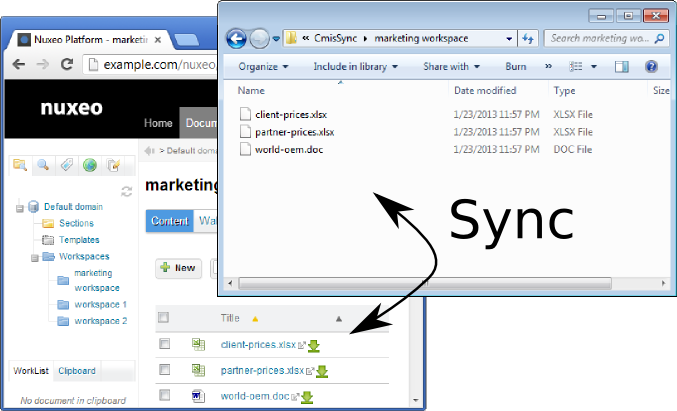 Nuxeo Platform - marketi
example.com/nuxeo
nuxeo
Home
Docum
> Default doma
Default domain
Sections
Templates
Workspaces
marketing
workspace
workspace 1
workspace 2
WorkList
Clipboard
No document in clipboard
marketing
Content
Wal
New
Title
client-prices.xlsx
partner-prices.xlsx
world-oem.doc
« CmisSync marketing workspace
Search marketing wo...
Organize
Include in library
Share with
Burn
»
Name
Date modified
Type
Size
client-prices.xlsx 1/23/2013 11:57 PM XLSX File
partner-prices.xlsx 1/23/2013 11:57 PM XLSX File
world-oem.doc 1/23/2013 11:57 PM DOC File
Sync